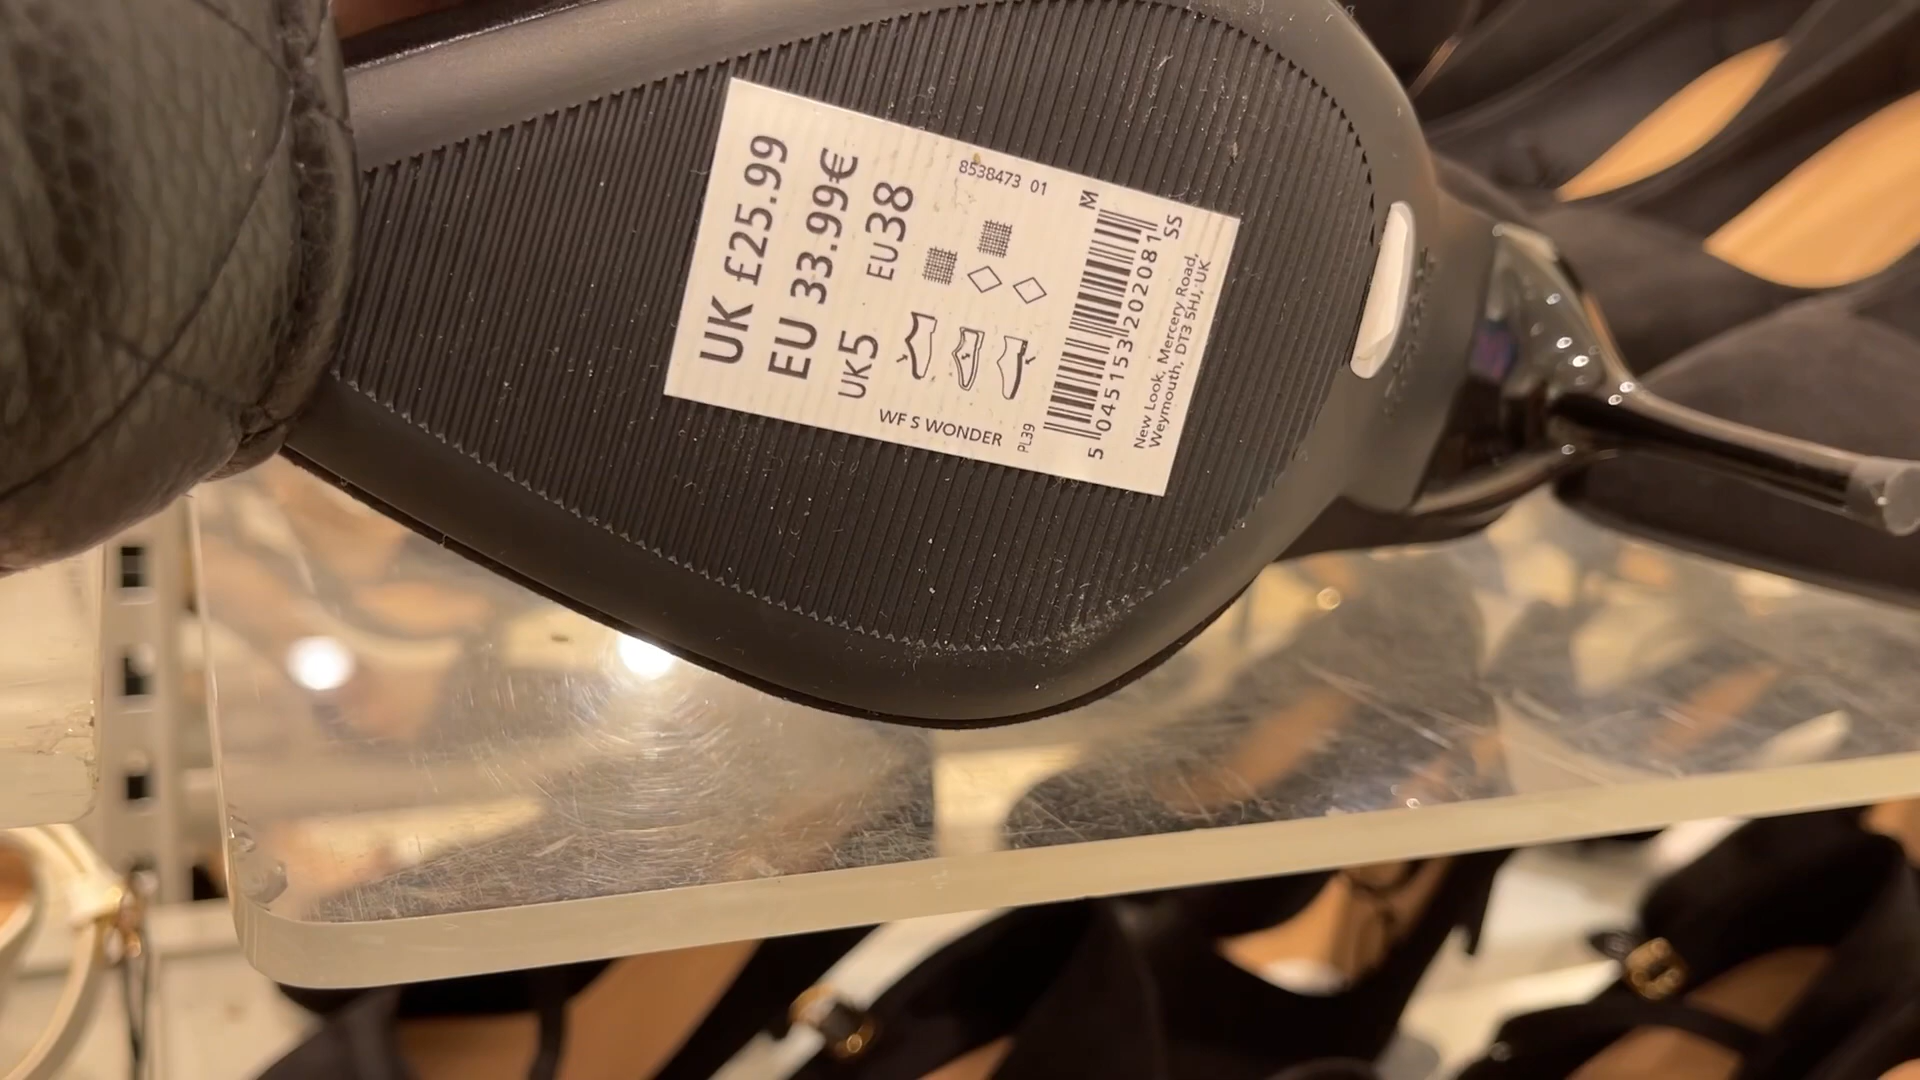 UK £25.99
EU 33.99€
UK5 EU38
8538473 01
WF S WONDER
PL39
M
5 045153 202081
SS
New Look, Mercery Road,
Weymouth, DT3 5HJ, UK